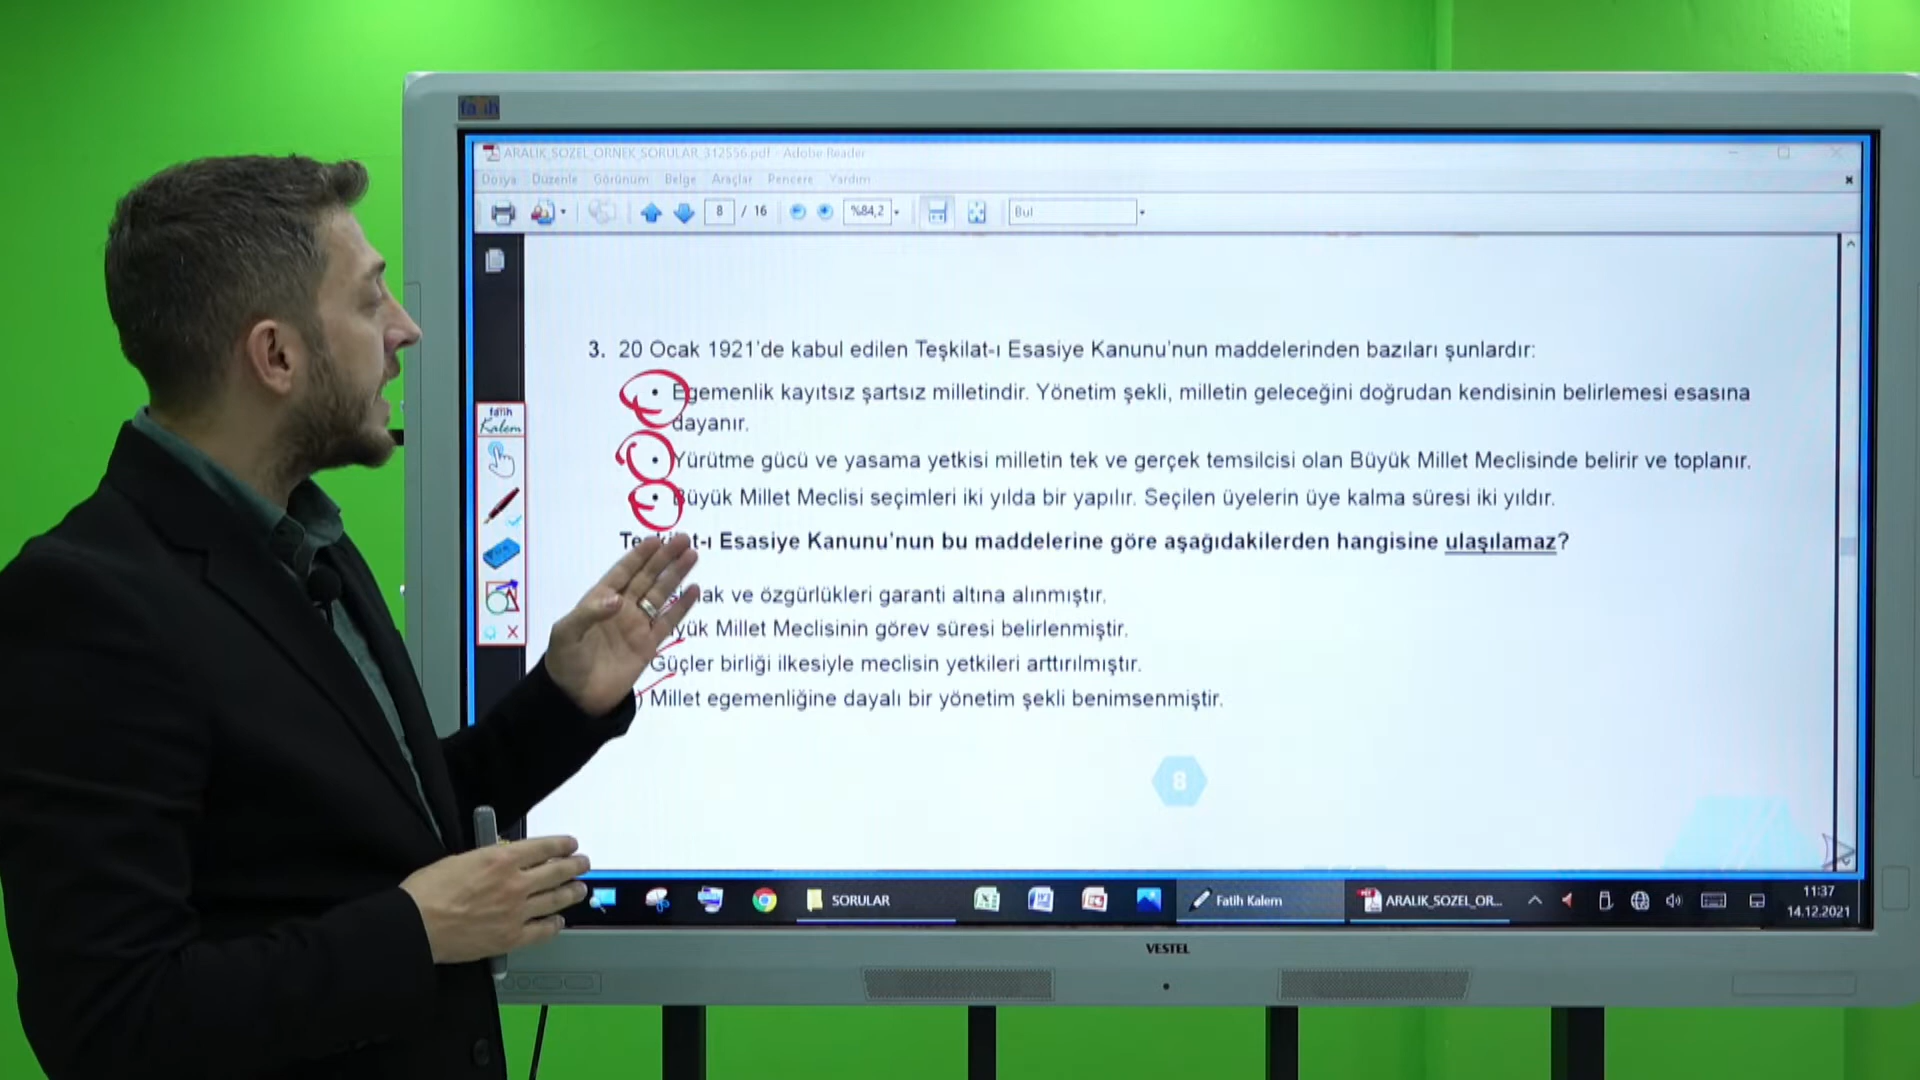 fatih
ARALIK_SOZEL_ORNEK_SORULAR_312556.pdf - Adobe Reader
Dosya Düzenle Görünüm Belge Araçlar Pencere Yardım
8 / 16 %84,2 Bul
3. 20 Ocak 1921'de kabul edilen Teşkilat-ı Esasiye Kanunu'nun maddelerinden bazıları şunlardır:
• Egemenlik kayıtsız şartsız milletindir. Yönetim şekli, milletin geleceğini doğrudan kendisinin belirlemesi esasına
dayanır.
• Yürütme gücü ve yasama yetkisi milletin tek ve gerçek temsilcisi olan Büyük Millet Meclisinde belirir ve toplanır.
• Büyük Millet Meclisi seçimleri iki yılda bir yapılır. Seçilen üyelerin üye kalma süresi iki yıldır.
Teşkilat-ı Esasiye Kanunu'nun bu maddelerine göre aşağıdakilerden hangisine ulaşılamaz?
hak ve özgürlükleri garanti altına alınmıştır.
Büyük Millet Meclisinin görev süresi belirlenmiştir.
Güçler birliği ilkesiyle meclisin yetkileri arttırılmıştır.
) Millet egemenliğine dayalı bir yönetim şekli benimsenmiştir.
8
fatih
Kalem
SORULAR Fatih Kalem ARALIK_SOZEL_OR... 11:37
14.12.2021
VESTEL